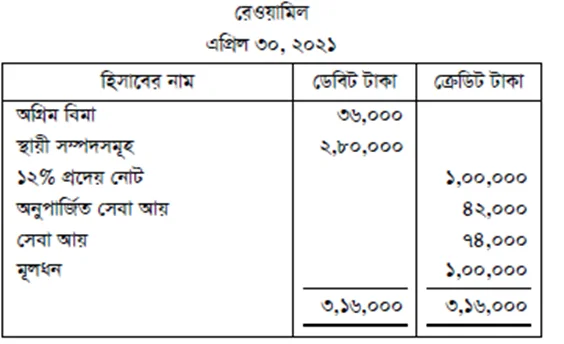 রেওয়ামিল
এপ্রিল ৩০, ২০২১
হিসাবের নাম ডেবিট টাকা ক্রেডিট টাকা
অগ্রিম বিমা ৩৬,০০০
স্থায়ী সম্পদসমূহ ২,৮০,০০০
১২% প্রদেয় নোট ১,০০,০০০
অনুপার্জিত সেবা আয় ৪২,০০০
সেবা আয় ৭৪,০০০
মূলধন ১,০০,০০০
৩,১৬,০০০ ৩,১৬,০০০